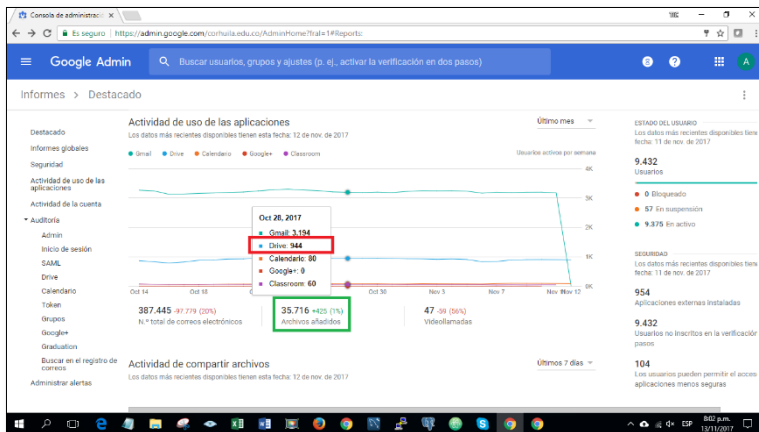 Consola de administrac
Es seguro
https://admin.google.com/corhuila.edu.co/AdminHome?fral=1#Reports:
Google Admin
Buscar usuarios, grupos y ajustes (p. ej., activar la verificación en dos pasos)
A
Informes > Destacado
Destacado
Informes globales
Seguridad
Actividad de uso de las
aplicaciones
Actividad de la cuenta
Auditoría
Admin
Inicio de sesión
SAML
Drive
Calendario
Token
Grupos
Google+
Graduation
Buscar en el registro de
correos
Administrar alertas
Actividad de uso de las aplicaciones
Último mes
Los datos más recientes disponibles tienen esta fecha: 12 de nov. de 2017
Gmail Drive Calendario Google+ Classroom
Usuarios activos por semana
4K
3K
2K
1K
0K
Oct 28, 2017
Gmail: 3.194
Drive: 944
Calendario: 80
Google+: 0
Classroom: 60
Oct 14
Oct 18
Oct 30
Nov 3
Nov 7
Nov 12
387.445 -97.779 (20%)
N.º total de correos electrónicos
35.716 +425 (1%)
Archivos añadidos
47 -59 (56%)
Videollamadas
Actividad de compartir archivos
Últimos 7 días
Los datos más recientes disponibles tienen esta fecha: 12 de nov. de 2017
ESTADO DEL USUARIO
Los datos más recientes disponibles tiene
fecha: 11 de nov. de 2017
9.432
Usuarios
0 Bloqueado
57 En suspensión
9.375 En activo
SEGURIDAD
Los datos más recientes disponibles tiene
fecha: 11 de nov. de 2017
954
Aplicaciones externas instaladas
9.432
Usuarios no inscritos en la verificación
pasos
104
Los usuarios pueden permitir el acceso
aplicaciones menos seguras
ESP
8:02 p.m.
13/11/2017